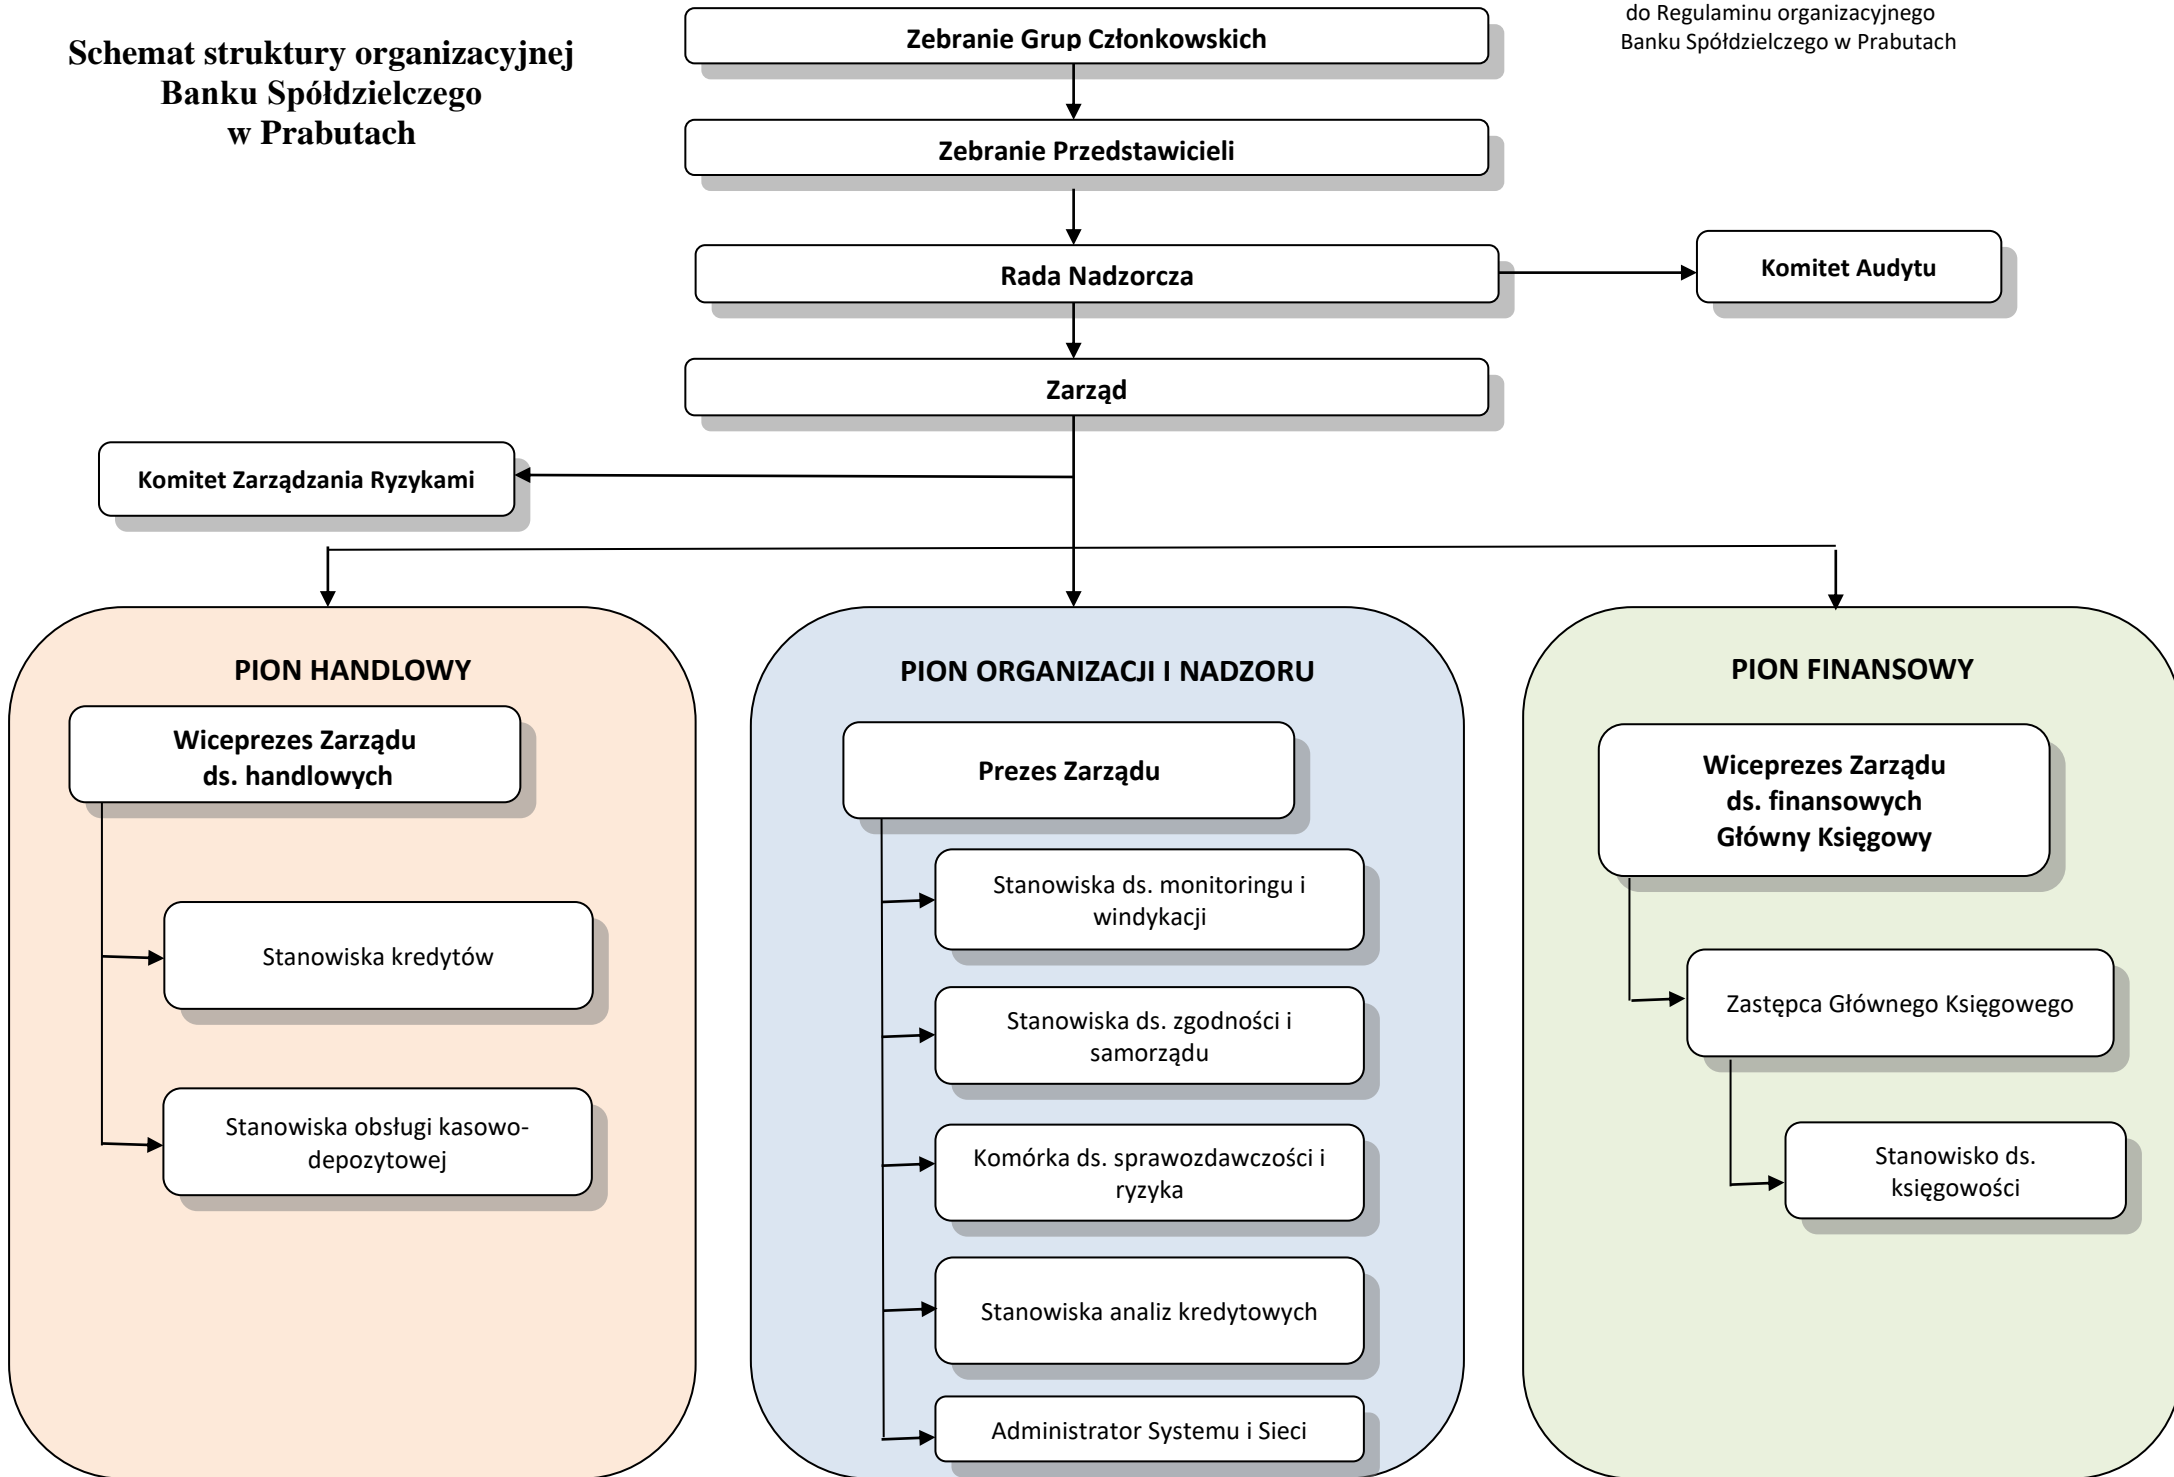 Schemat struktury organizacyjnej
Banku Spółdzielczego
w Prabutach
do Regulaminu organizacyjnego
Banku Spółdzielczego w Prabutach
Zebranie Grup Członkowskich
Zebranie Przedstawicieli
Rada Nadzorcza
Komitet Audytu
Zarząd
Komitet Zarządzania Ryzykami
PION HANDLOWY
Wiceprezes Zarządu
ds. handlowych
Stanowiska kredytów
Stanowiska obsługi kasowo-
depozytowej
PION ORGANIZACJI I NADZORU
Prezes Zarządu
Stanowiska ds. monitoringu i
windykacji
Stanowiska ds. zgodności i
samorządu
Komórka ds. sprawozdawczości i
ryzyka
Stanowiska analiz kredytowych
Administrator Systemu i Sieci
PION FINANSOWY
Wiceprezes Zarządu
ds. finansowych
Główny Księgowy
Zastępca Głównego Księgowego
Stanowisko ds.
księgowości